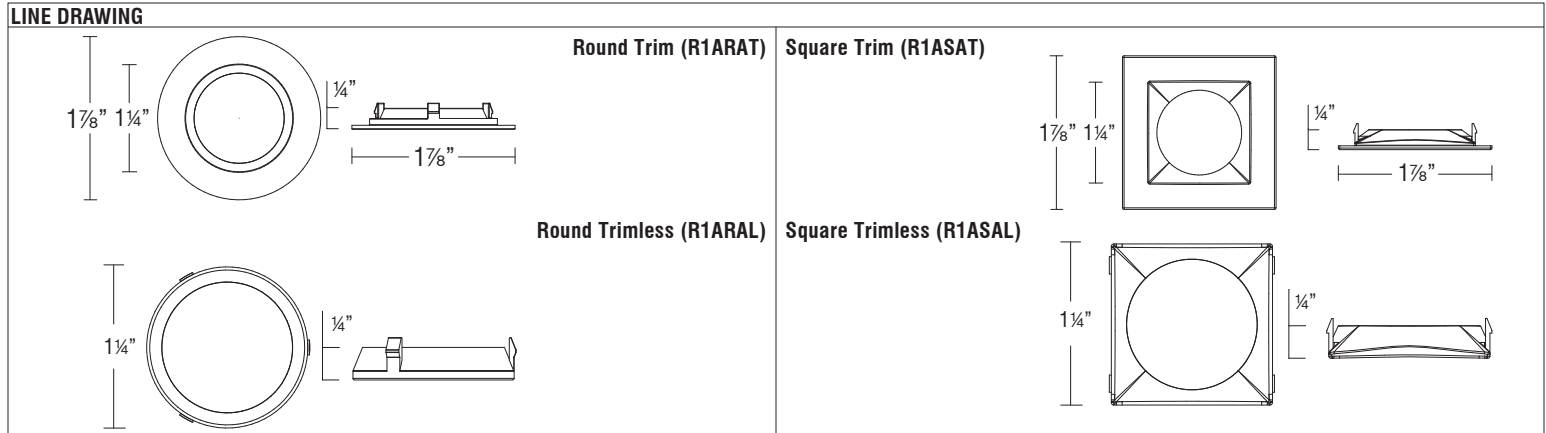 LINE DRAWING
Round Trim (R1ARAT)
1⅞” 1¼”
¼”
1⅞”
Square Trim (R1ASAT)
1⅞” 1¼”
¼”
1⅞”
Round Trimless (R1ARAL)
1¼”
¼”
Square Trimless (R1ASAL)
1¼”
¼”